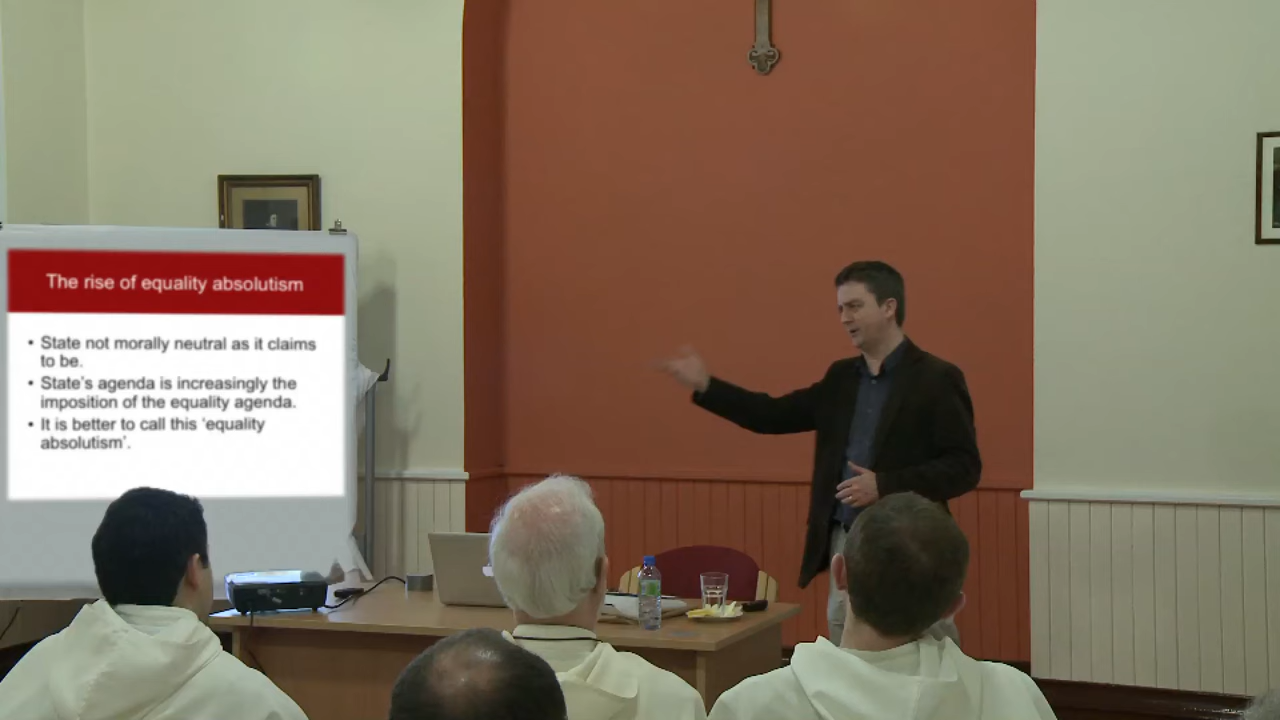 The rise of equality absolutism
• State not morally neutral as it claims
to be.
• State's agenda is increasingly the
imposition of the equality agenda.
• It is better to call this ‘equality
absolutism’.